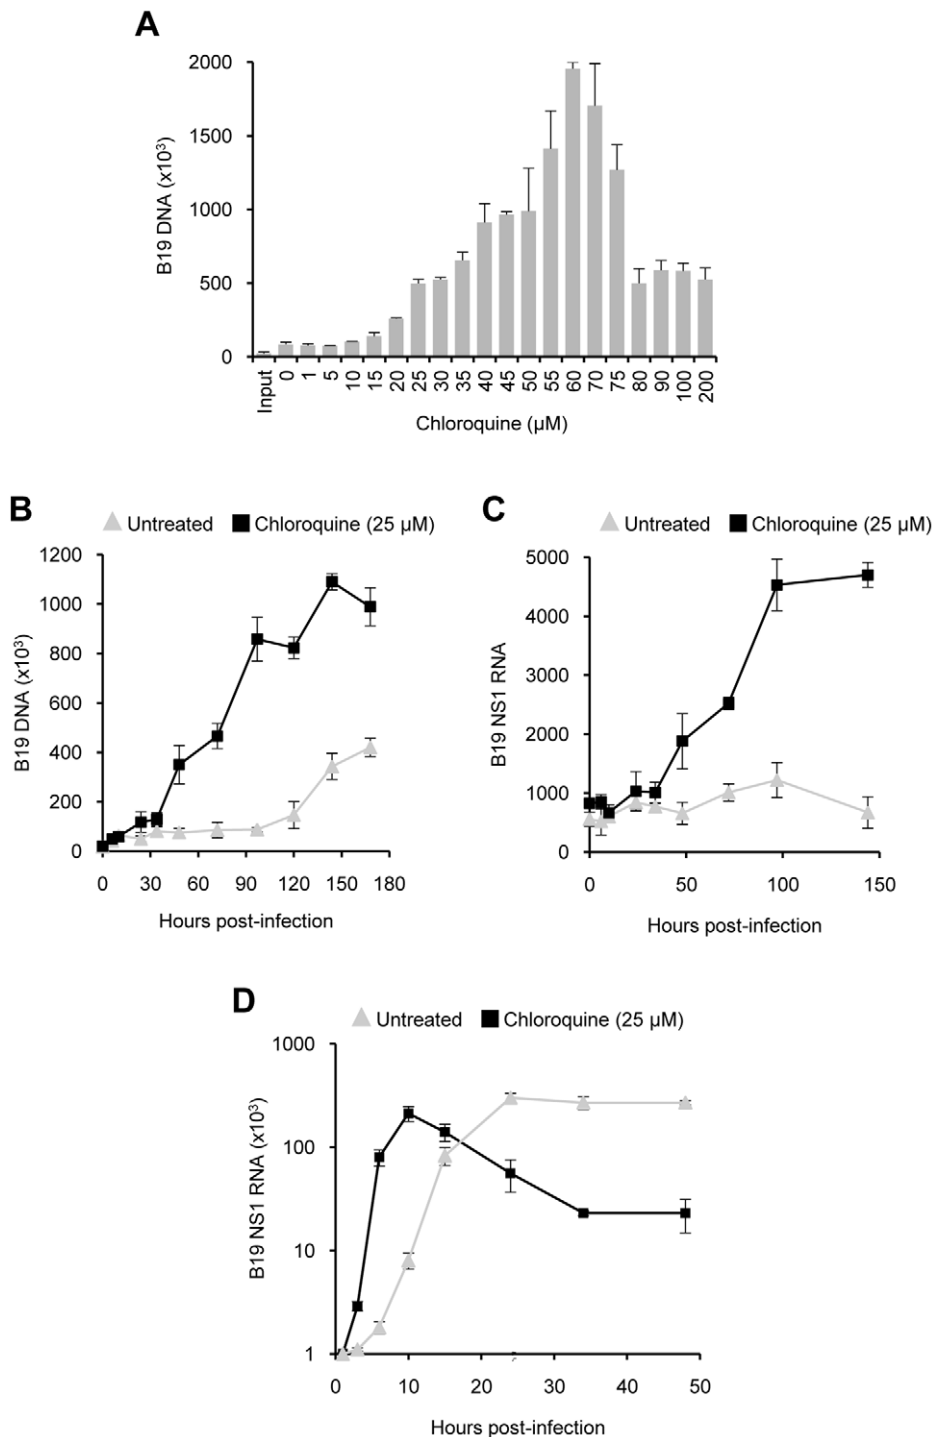 A
2000
1500
1000
500
0
B19 DNA (x10³)
Input 0 1 5 10 15 20 25 30 35 40 45 50 55 60 70 75 80 90 100 200
Chloroquine (µM)
B
Untreated Chloroquine (25 µM)
1200
1000
800
600
400
200
0
B19 DNA (x10³)
0 30 60 90 120 150 180
Hours post-infection
C
Untreated Chloroquine (25 µM)
5000
4000
3000
2000
1000
0
B19 NS1 RNA
0 50 100 150
Hours post-infection
D
Untreated Chloroquine (25 µM)
1000
100
10
1
B19 NS1 RNA (x10³)
0 10 20 30 40 50
Hours post-infection